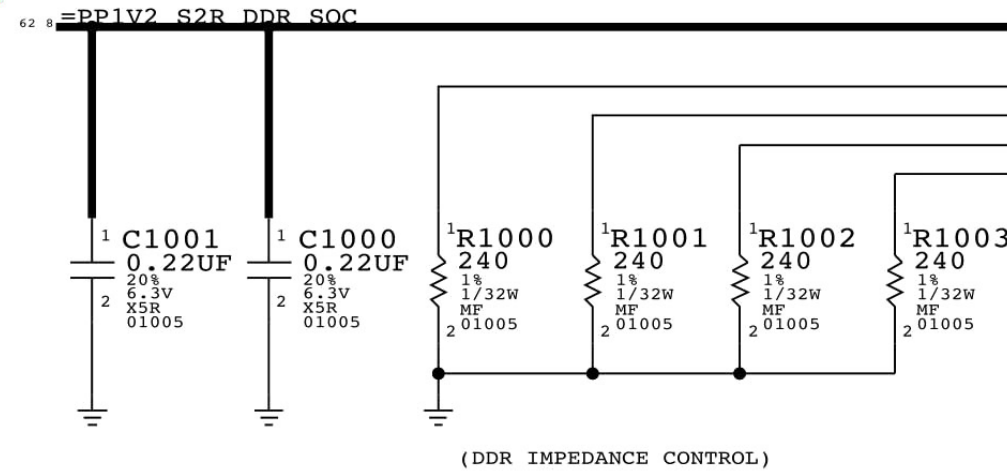 62 8 =PP1V2_S2R_DDR_SOC
1 C1001
0.22UF
20%
6.3V
2 X5R
01005
1 C1000
0.22UF
20%
6.3V
2 X5R
01005
1 R1000
240
1%
1/32W
MF
2 01005
1 R1001
240
1%
1/32W
MF
2 01005
1 R1002
240
1%
1/32W
MF
2 01005
1 R1003
240
1%
1/32W
MF
2 01005
(DDR IMPEDANCE CONTROL)